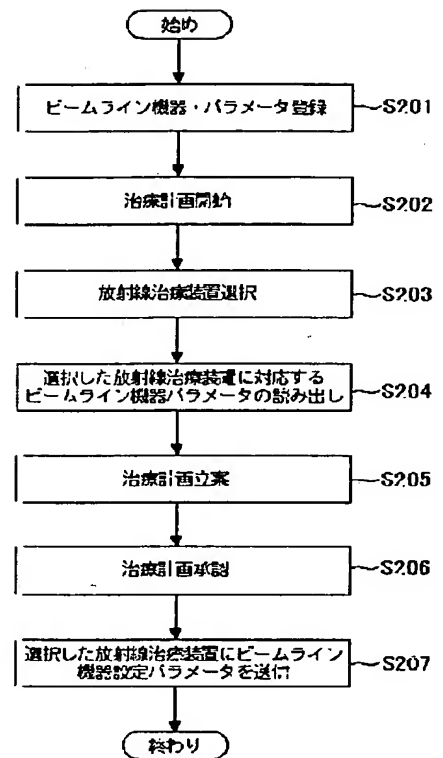 始め
ビームライン機器・パラメータ登録
S201
治療計画開始
S202
放射線治療装置選択
S203
選択した放射線治療装置に対応する
ビームライン機器パラメータの読み出し
S204
治療計画立案
S205
治療計画承認
S206
選択した放射線治療装置にビームライン
機器設定パラメータを送信
S207
終わり